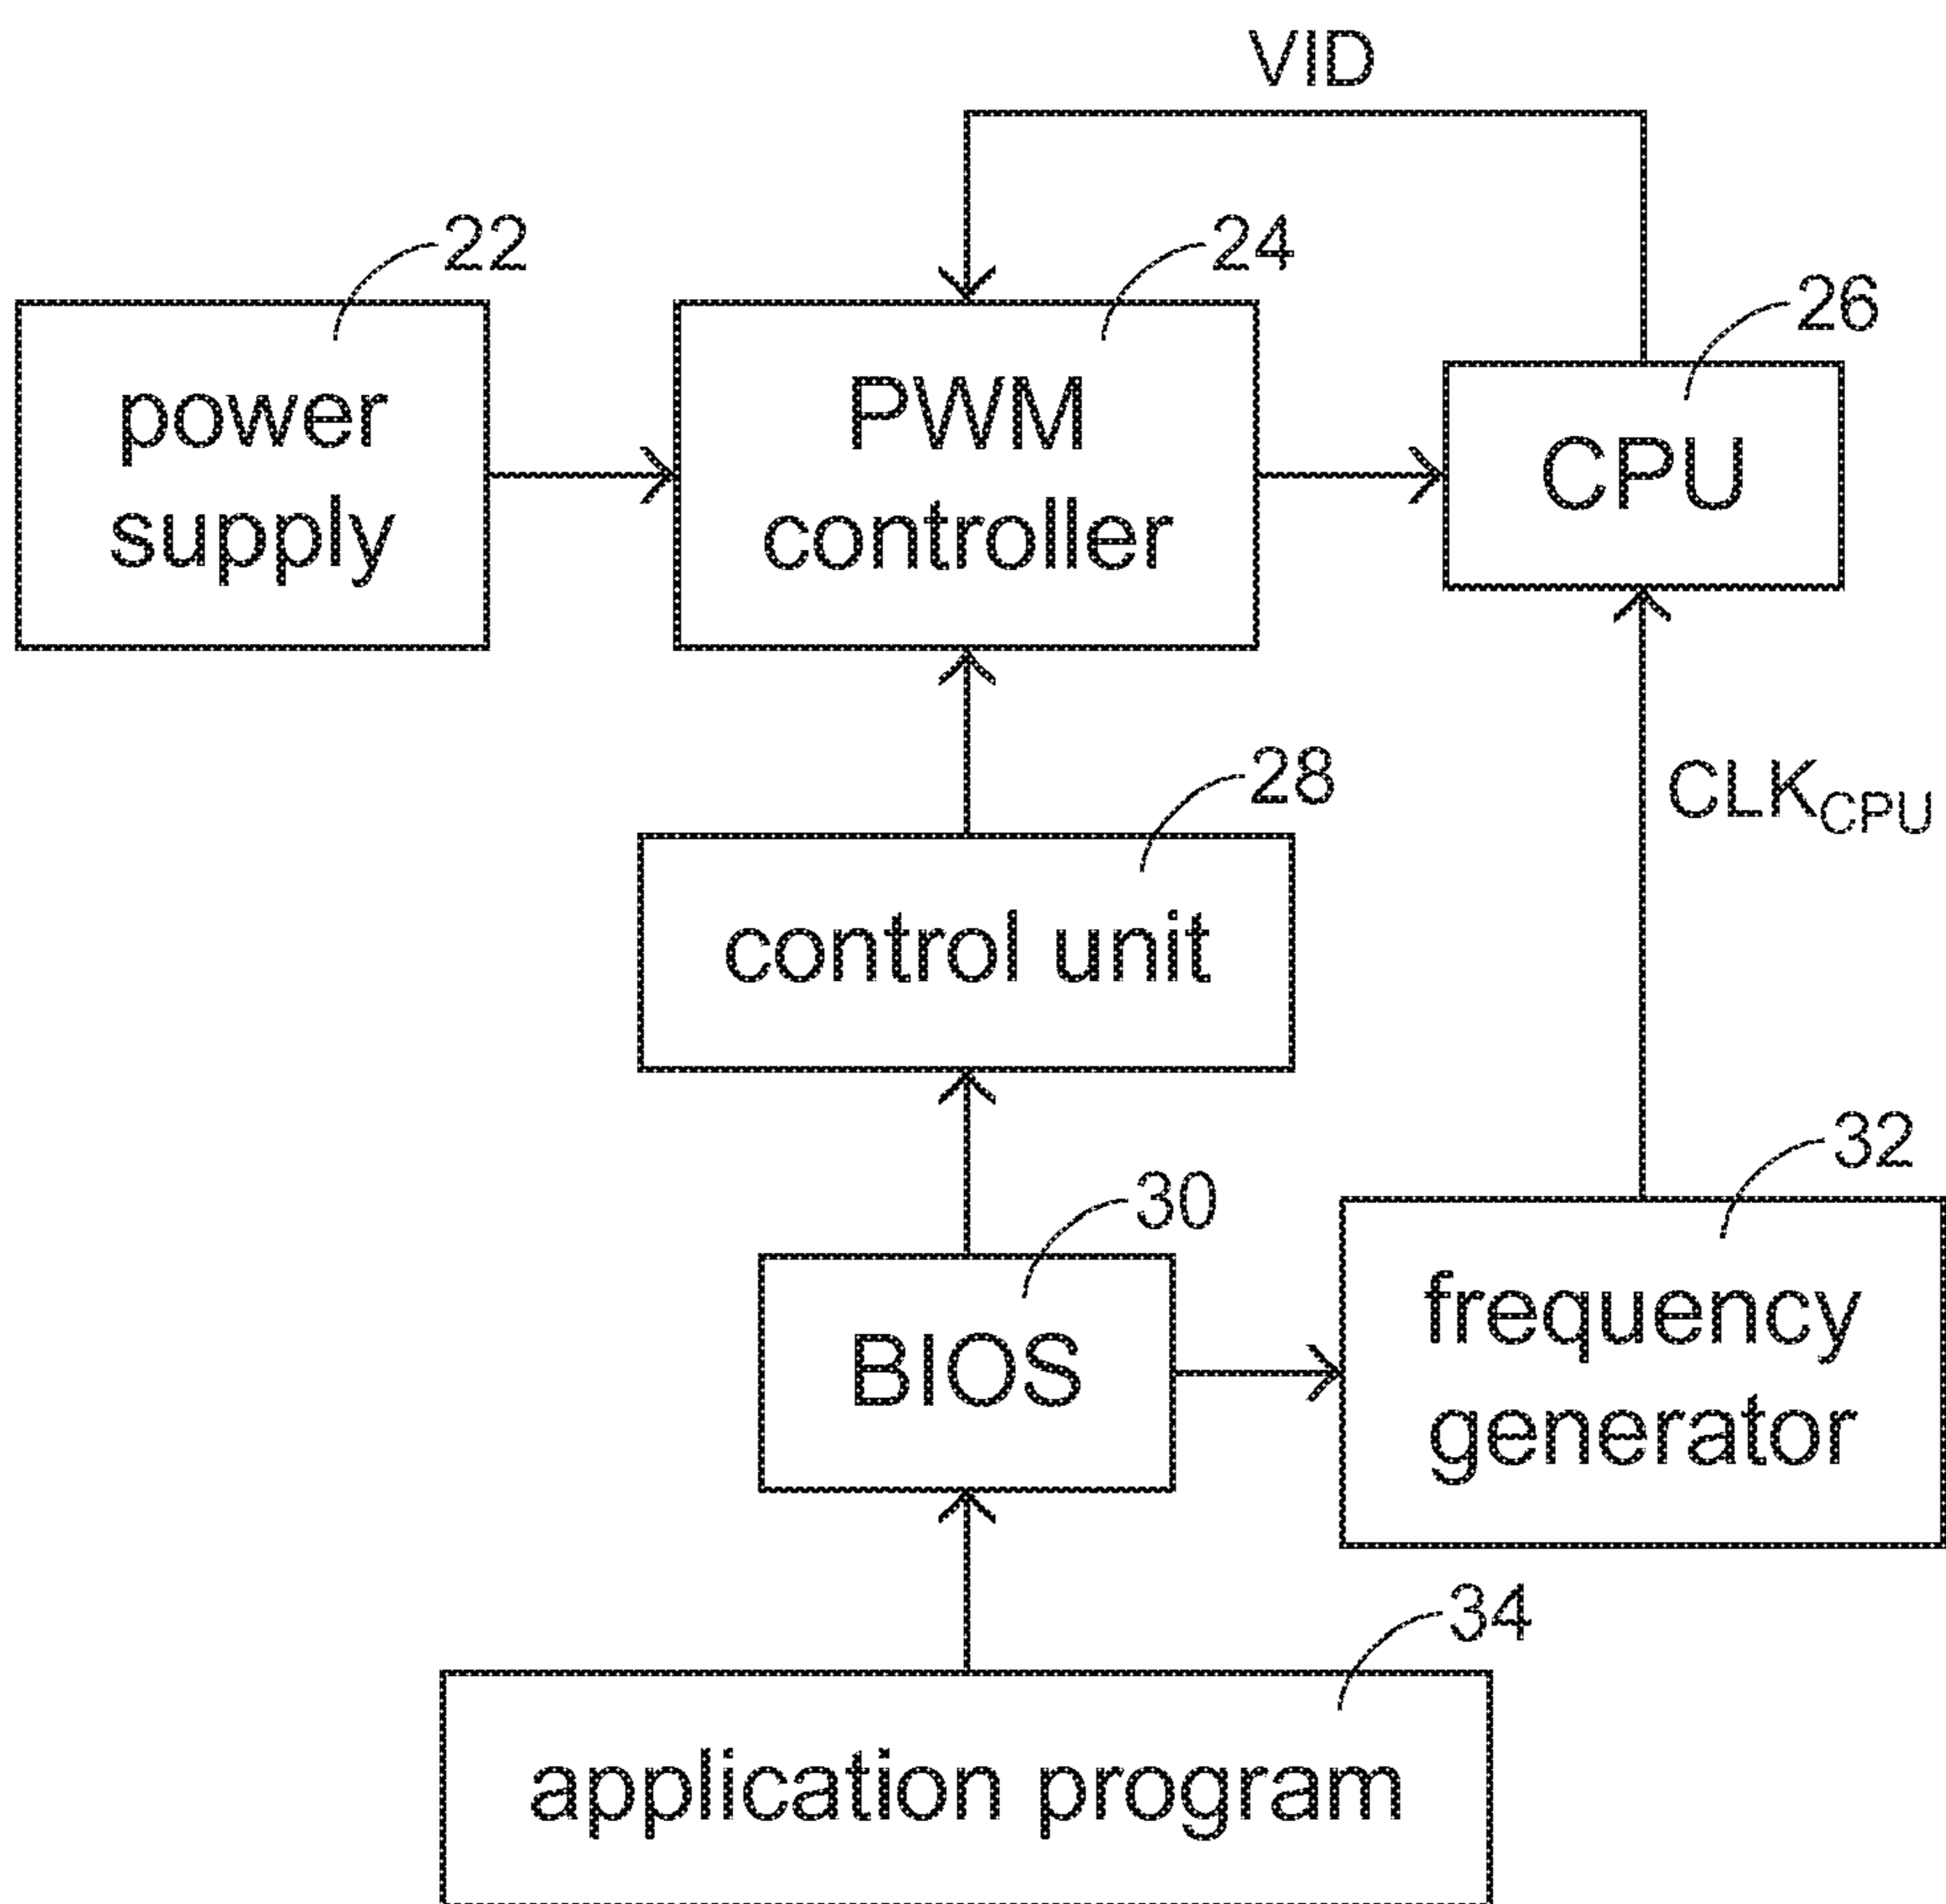 VID
22
24
26
power
supply
PWM
controller
CPU
28
CLKCPU
control unit
30
32
BIOS
frequency
generator
34
application program